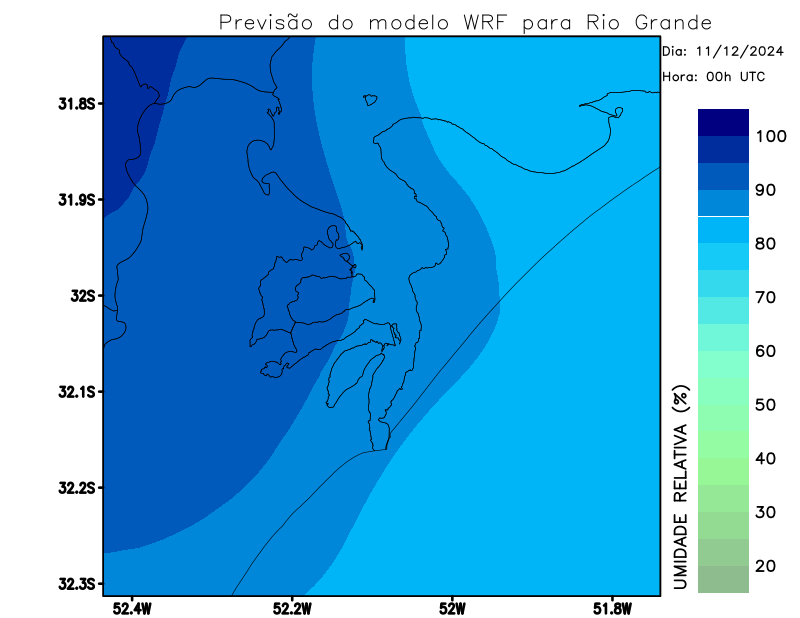 Previsão do modelo WRF para Rio Grande
Dia: 11/12/2024
Hora: 00h UTC
31.8S
31.9S
32S
32.1S
32.2S
32.3S
52.4W
52.2W
52W
51.8W
100
90
80
70
60
50
40
30
20
UMIDADE RELATIVA (%)